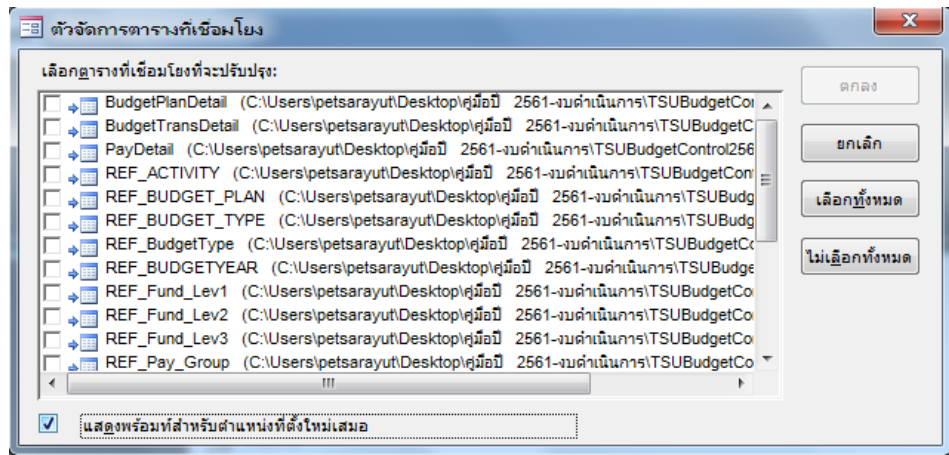 ตัวจัดการตารางที่เชื่อมโยง
เลือกตารางที่เชื่อมโยงที่จะปรับปรุง:
BudgetPlanDetail (C:\Users\petsarayut\Desktop\คู่มือปี 2561-งบดำเนินการ\TSUBudgetCo
BudgetTransDetail (C:\Users\petsarayut\Desktop\คู่มือปี 2561-งบดำเนินการ\TSUBudgetC
PayDetail (C:\Users\petsarayut\Desktop\คู่มือปี 2561-งบดำเนินการ\TSUBudgetControl256
REF_ACTIVITY (C:\Users\petsarayut\Desktop\คู่มือปี 2561-งบดำเนินการ\TSUBudgetCon
REF_BUDGET_PLAN (C:\Users\petsarayut\Desktop\คู่มือปี 2561-งบดำเนินการ\TSUBudg
REF_BUDGET_TYPE (C:\Users\petsarayut\Desktop\คู่มือปี 2561-งบดำเนินการ\TSUBudg
REF_BudgetType (C:\Users\petsarayut\Desktop\คู่มือปี 2561-งบดำเนินการ\TSUBudgetCo
REF_BUDGETYEAR (C:\Users\petsarayut\Desktop\คู่มือปี 2561-งบดำเนินการ\TSUBudge
REF_Fund_Lev1 (C:\Users\petsarayut\Desktop\คู่มือปี 2561-งบดำเนินการ\TSUBudgetCo
REF_Fund_Lev2 (C:\Users\petsarayut\Desktop\คู่มือปี 2561-งบดำเนินการ\TSUBudgetCo
REF_Fund_Lev3 (C:\Users\petsarayut\Desktop\คู่มือปี 2561-งบดำเนินการ\TSUBudgetCo
REF_Pay_Group (C:\Users\petsarayut\Desktop\คู่มือปี 2561-งบดำเนินการ\TSUBudgetCo
แสดงพร้อมท์สำหรับตำแหน่งที่ตั้งใหม่เสมอ
ตกลง
ยกเลิก
เลือกทั้งหมด
ไม่เลือกทั้งหมด